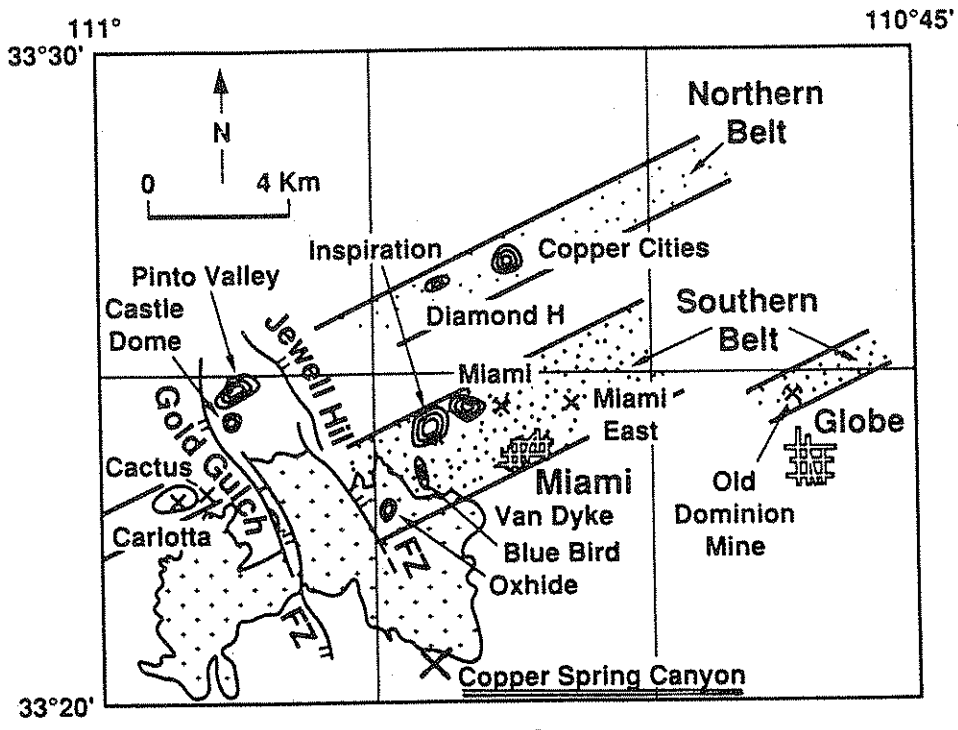 111°
110°45'
33°30'
N
0 4 Km
Northern
Belt
Inspiration
Copper Cities
Pinto Valley
Castle
Dome
Jewell Hill
Diamond H
Southern
Belt
Miami
Gold Gulch
Miami
East
Globe
Cactus
Miami
Old
Dominion
Mine
Carlotta
Van Dyke
Blue Bird
FZ
Oxhide
FZ
Copper Spring Canyon
33°20'